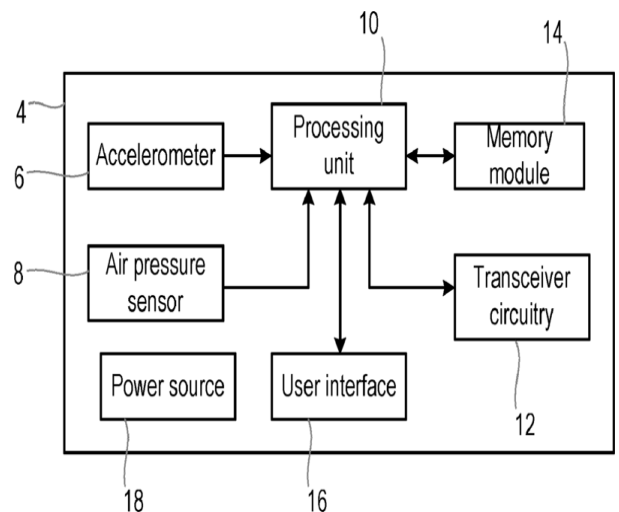 10
14
4
Accelerometer
Processing
unit
Memory
module
6
8
Air pressure
sensor
Transceiver
circuitry
Power source
User interface
12
18
16